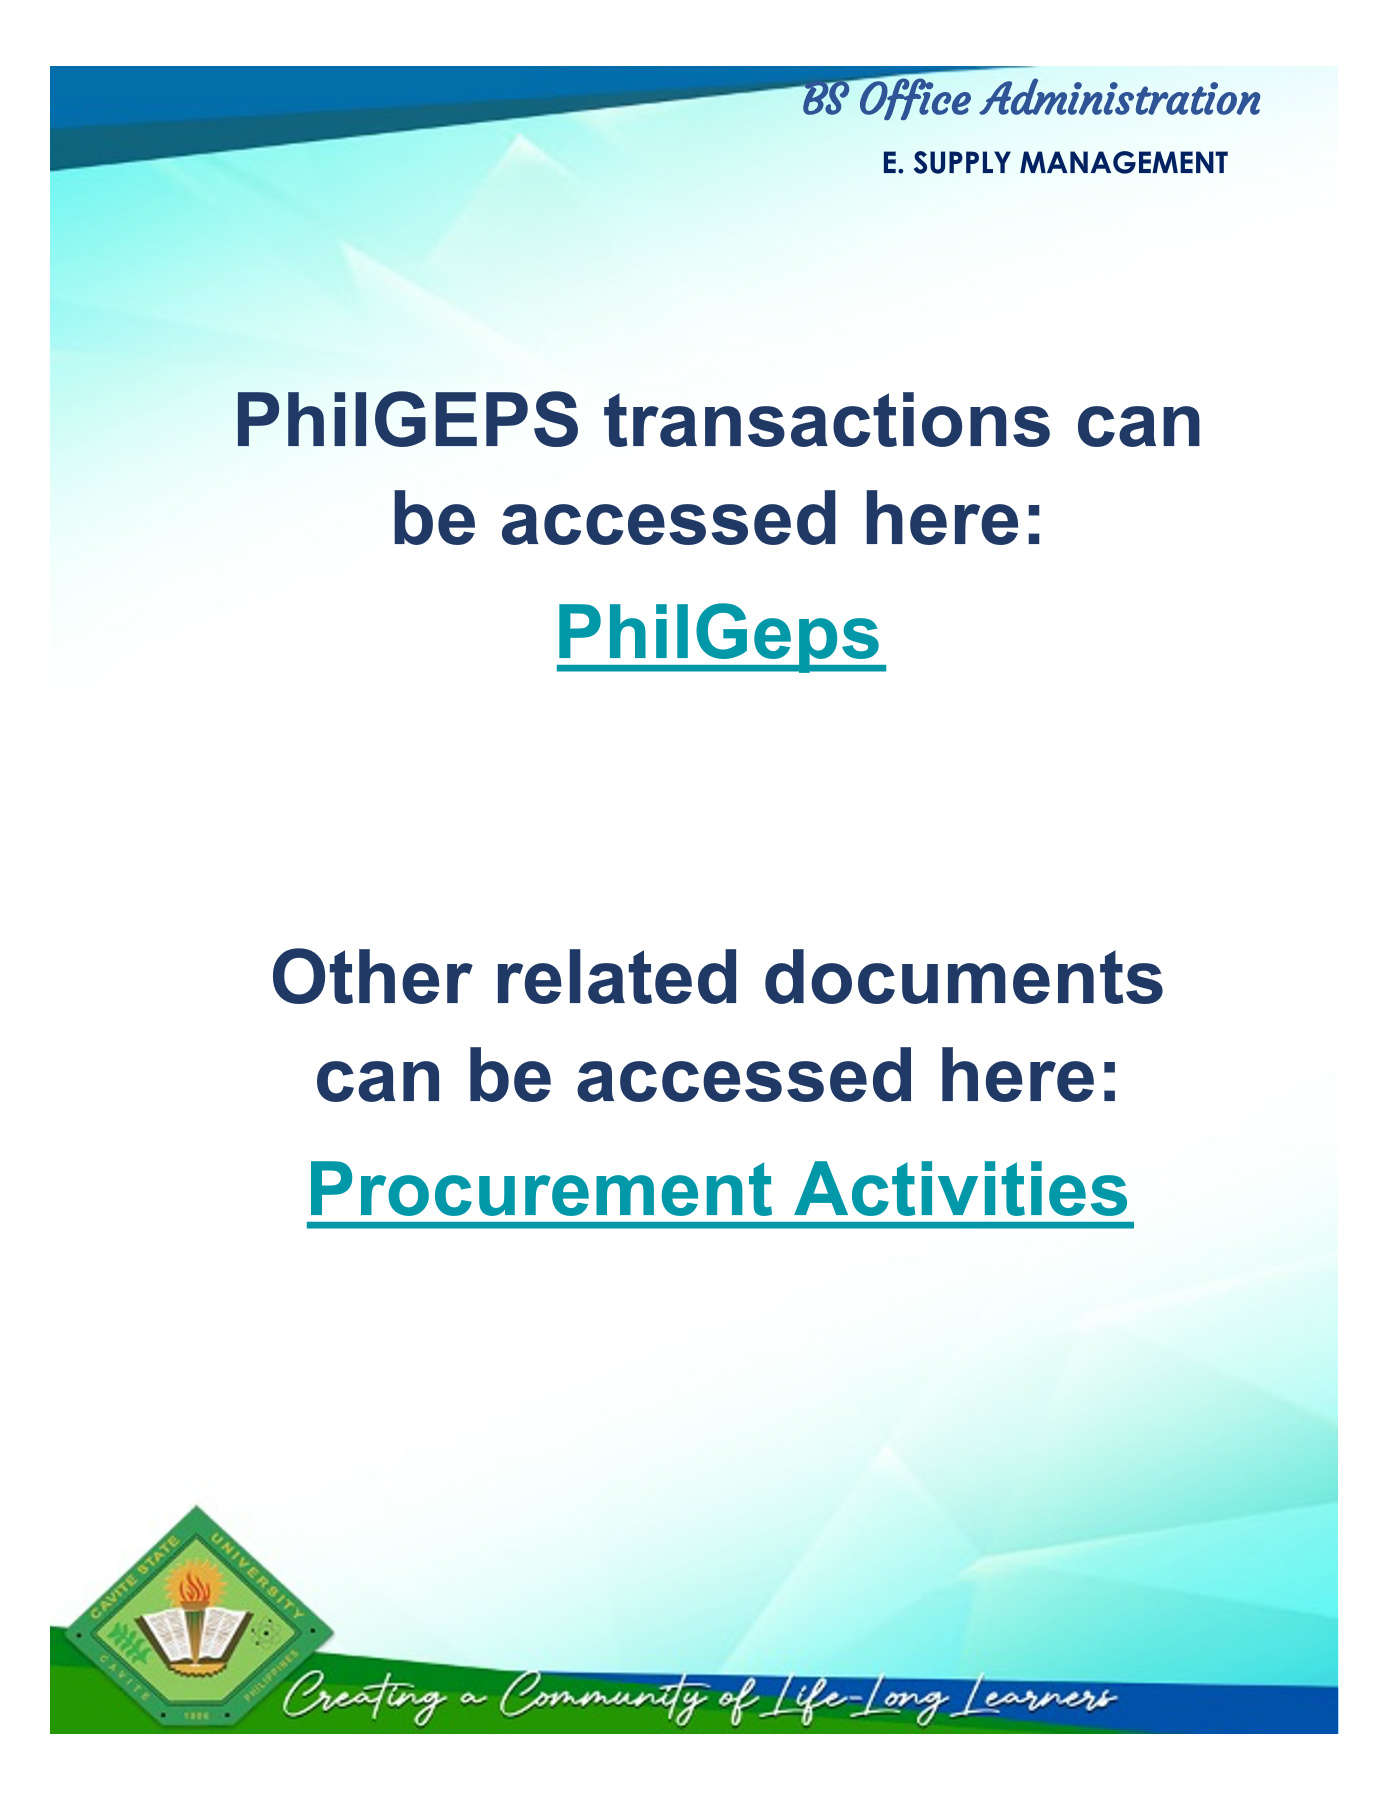 BS Office Administration
E. SUPPLY MANAGEMENT
PhilGEPS transactions can
be accessed here:
PhilGeps
Other related documents
can be accessed here:
Procurement Activities
CAVITE STATE UNIVERSITY
CAVITE PHILIPPINES
1906
Creating a Community of Life-Long Learners